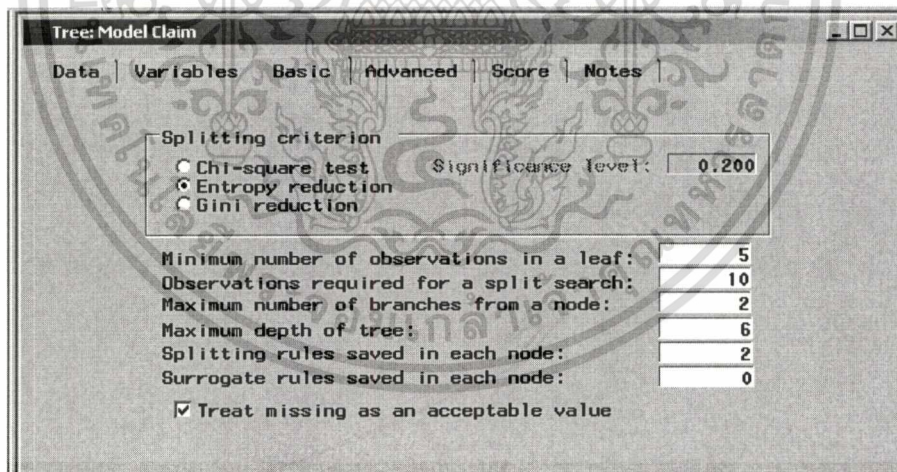 Tree: Model Claim
Data Variables Basic Advanced Score Notes
Splitting criterion
Chi-square test Significance level: 0.200
Entropy reduction
Gini reduction
Minimum number of observations in a leaf: 5
Observations required for a split search: 10
Maximum number of branches from a node: 2
Maximum depth of tree: 6
Splitting rules saved in each node: 2
Surrogate rules saved in each node: 0
Treat missing as an acceptable value